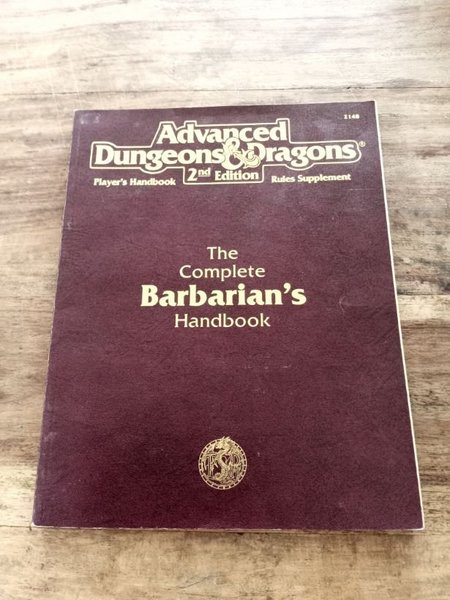 2148
Advanced
Dungeons & Dragons®
Player's Handbook 2nd Edition Rules Supplement
The
Complete
Barbarian's
Handbook